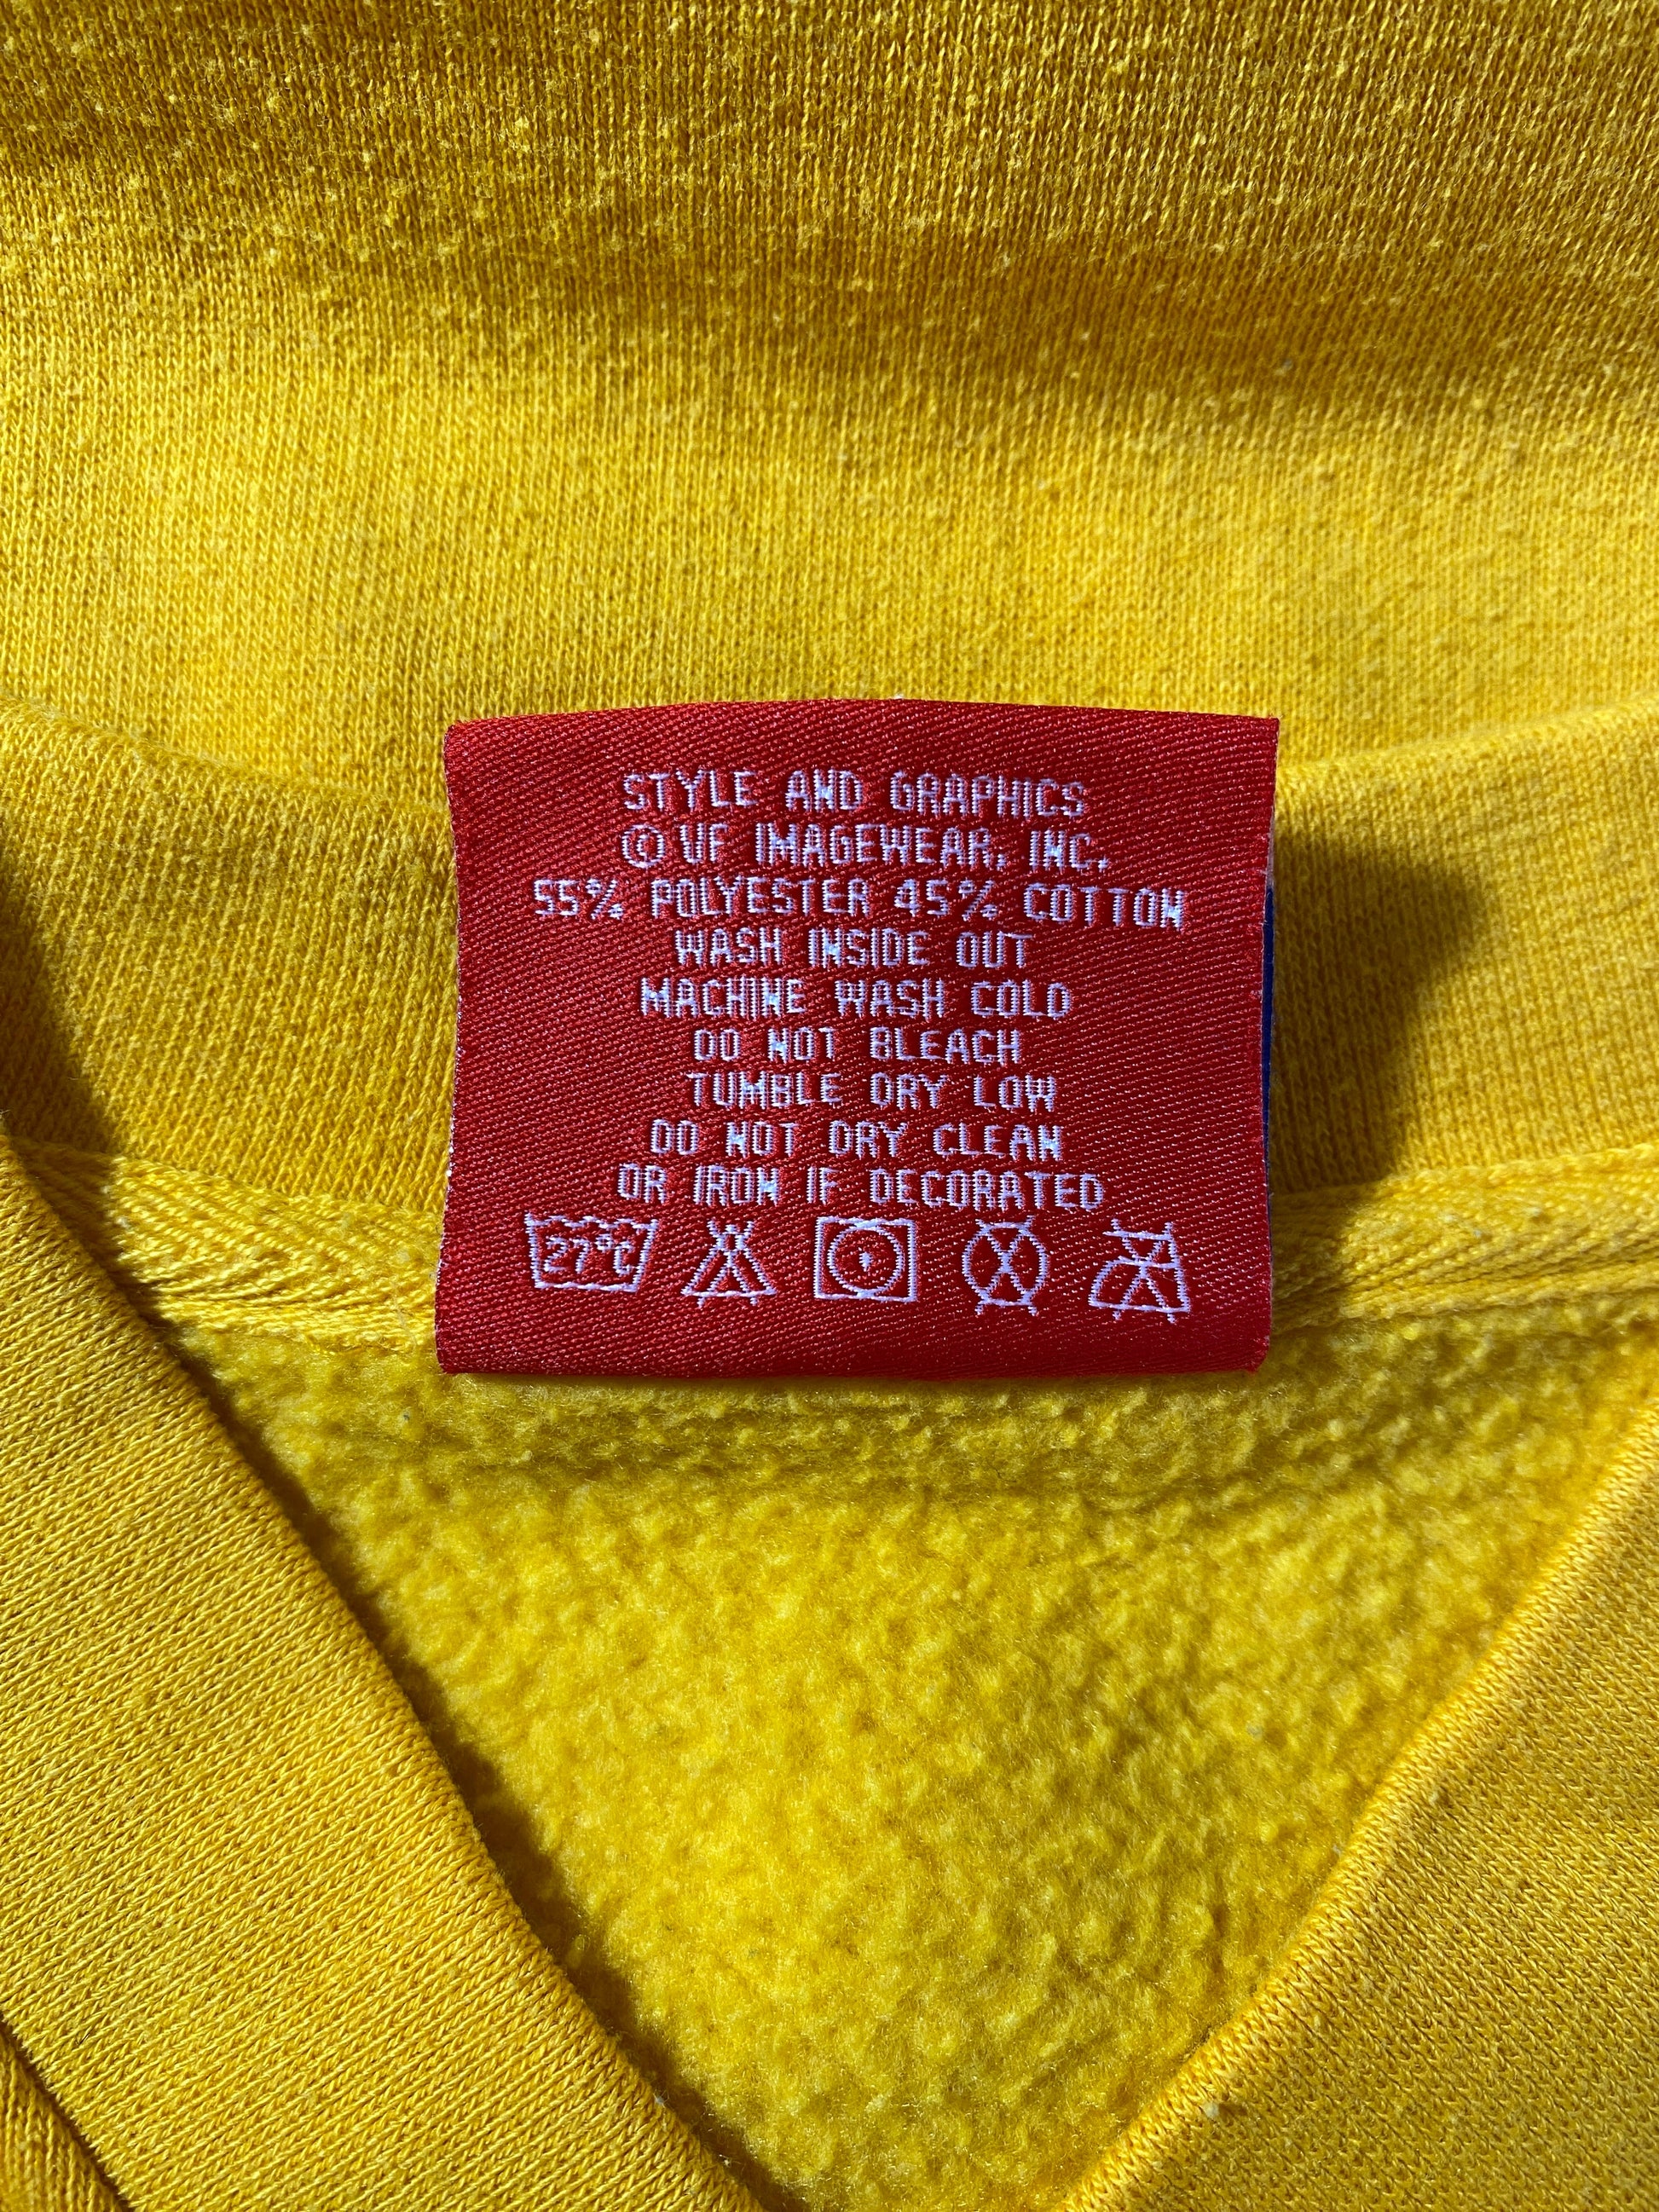 STYLE AND GRAPHICS
© VF IMAGEWEAR, INC.
55% POLYESTER 45% COTTON
WASH INSIDE OUT
MACHINE WASH COLD
DO NOT BLEACH
TUMBLE DRY LOW
DO NOT DRY CLEAN
OR IRON IF DECORATED
27°C